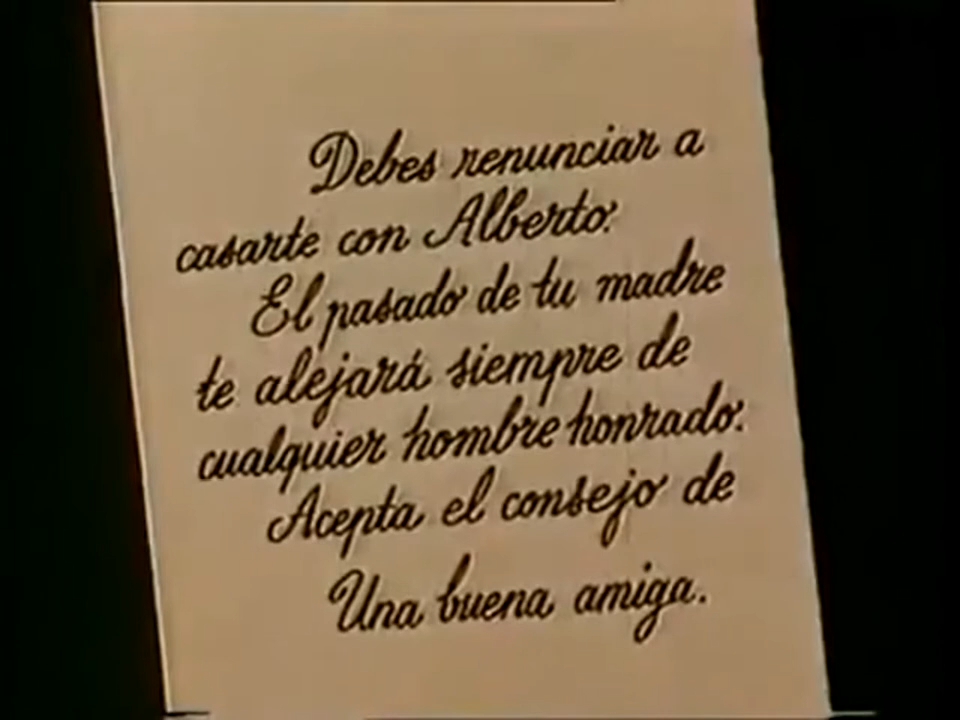 Debes renunciar a
casarte con Alberto.
El pasado de tu madre
te alejará siempre de
cualquier hombre honrado.
Acepta el consejo de
Una buena amiga.